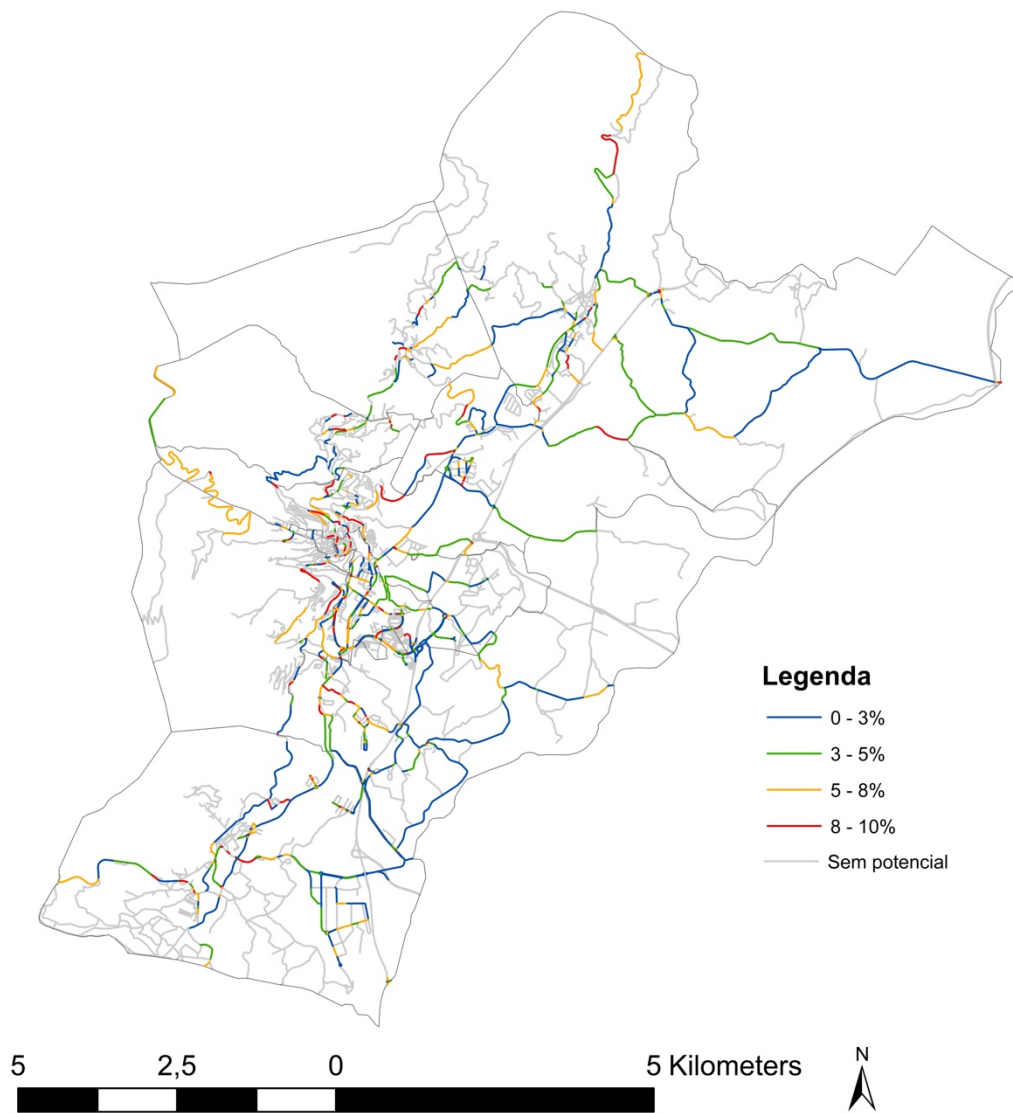 Legenda
0 - 3%
3 - 5%
5 - 8%
8 - 10%
Sem potencial
5 2,5 0 5 Kilometers
N